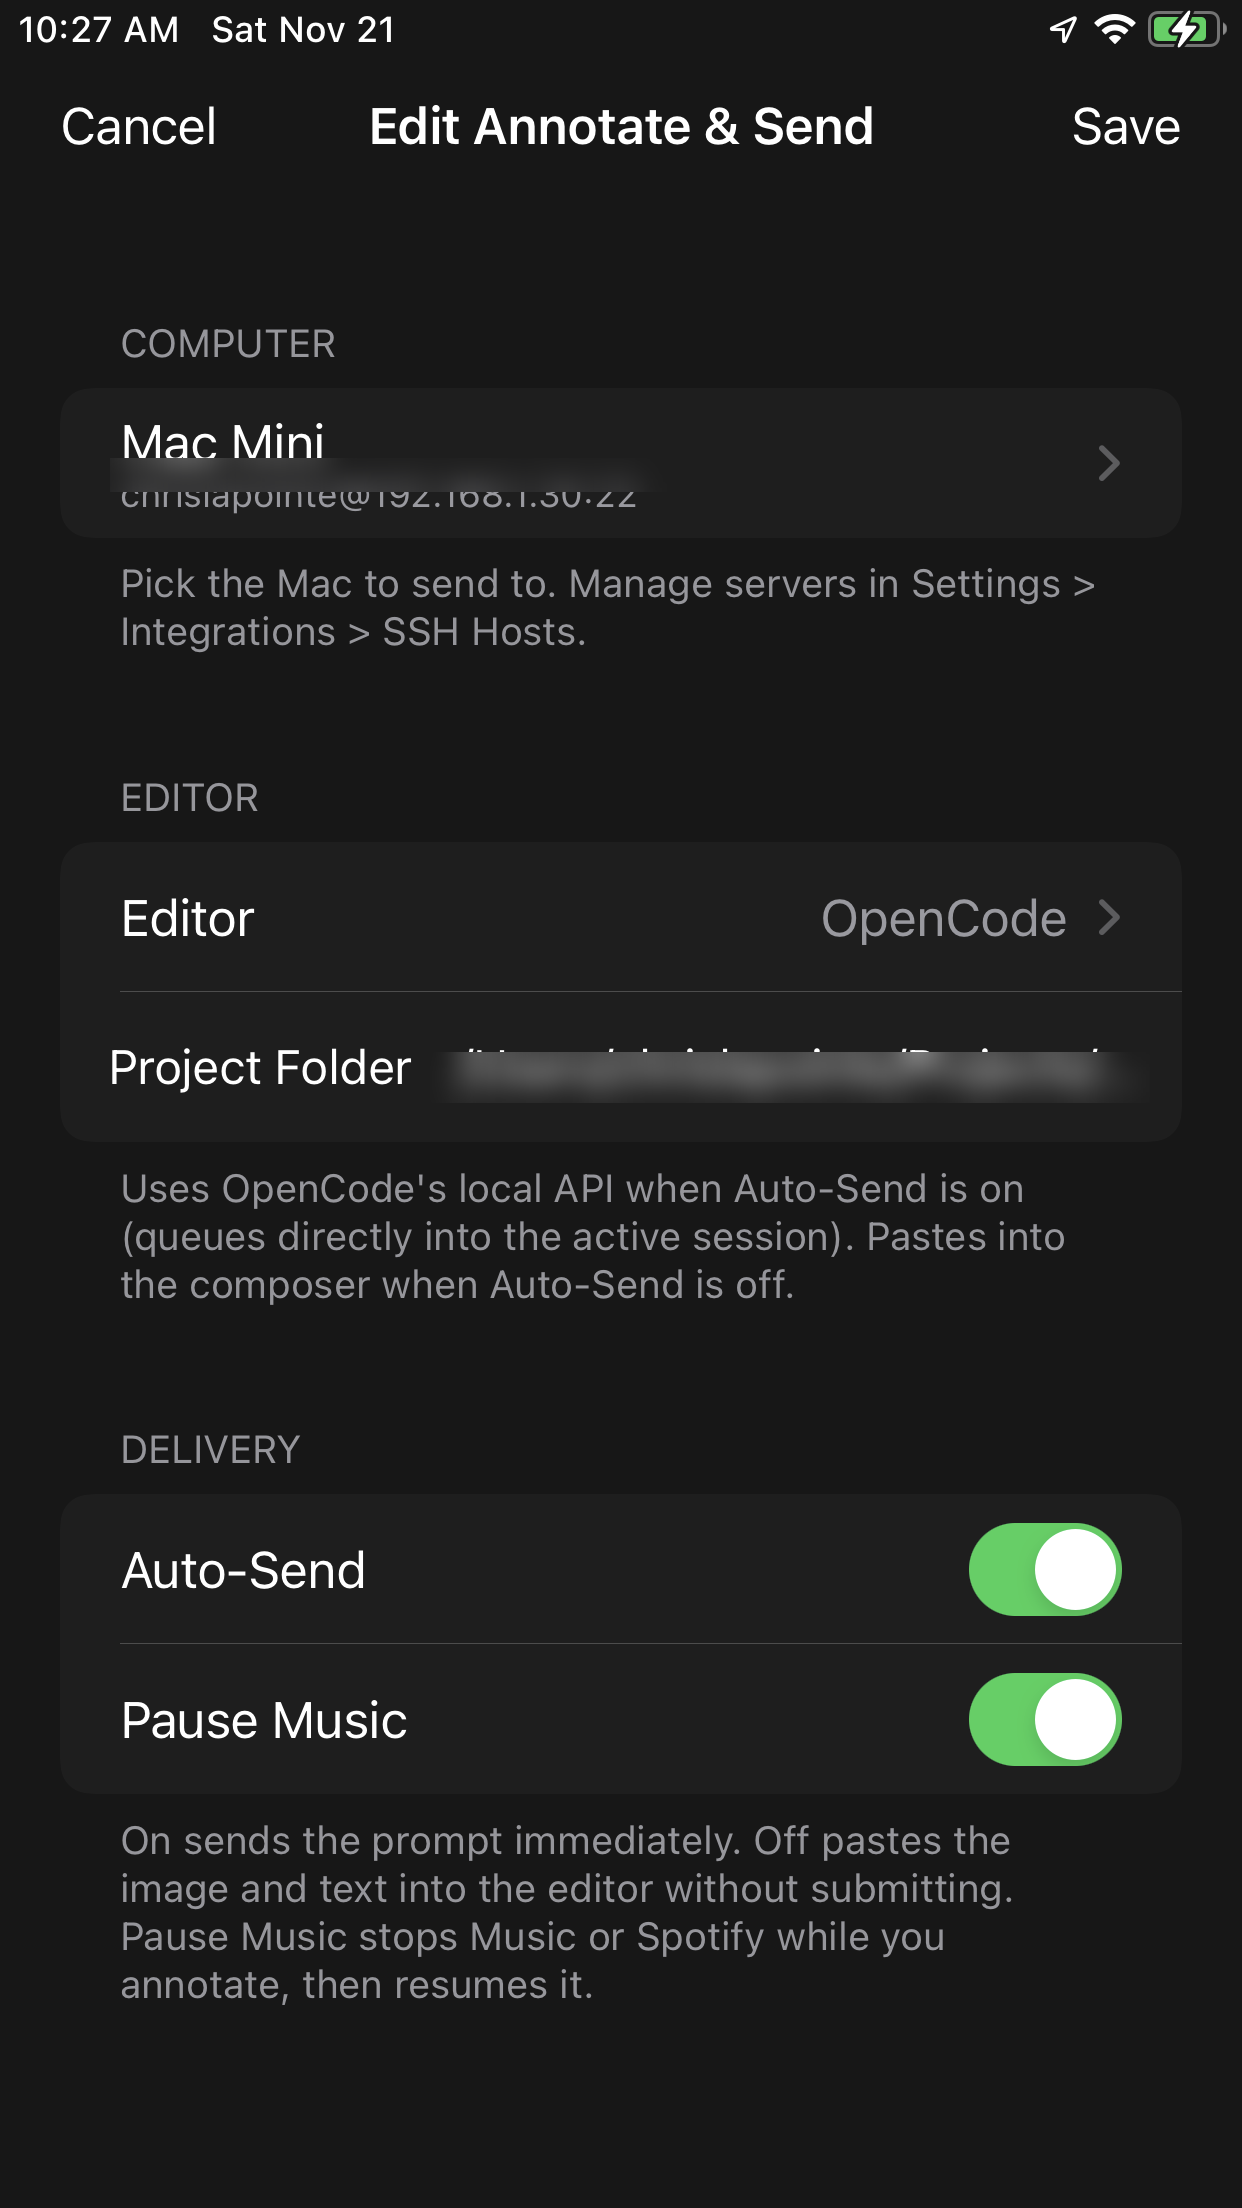 10:27 AM Sat Nov 21
Cancel
Edit Annotate & Send
Save
COMPUTER
Mac Mini
Pick the Mac to send to. Manage servers in Settings >
Integrations > SSH Hosts.
EDITOR
Editor
OpenCode
Project Folder
Uses OpenCode's local API when Auto-Send is on
(queues directly into the active session). Pastes into
the composer when Auto-Send is off.
DELIVERY
Auto-Send
Pause Music
On sends the prompt immediately. Off pastes the
image and text into the editor without submitting.
Pause Music stops Music or Spotify while you
annotate, then resumes it.